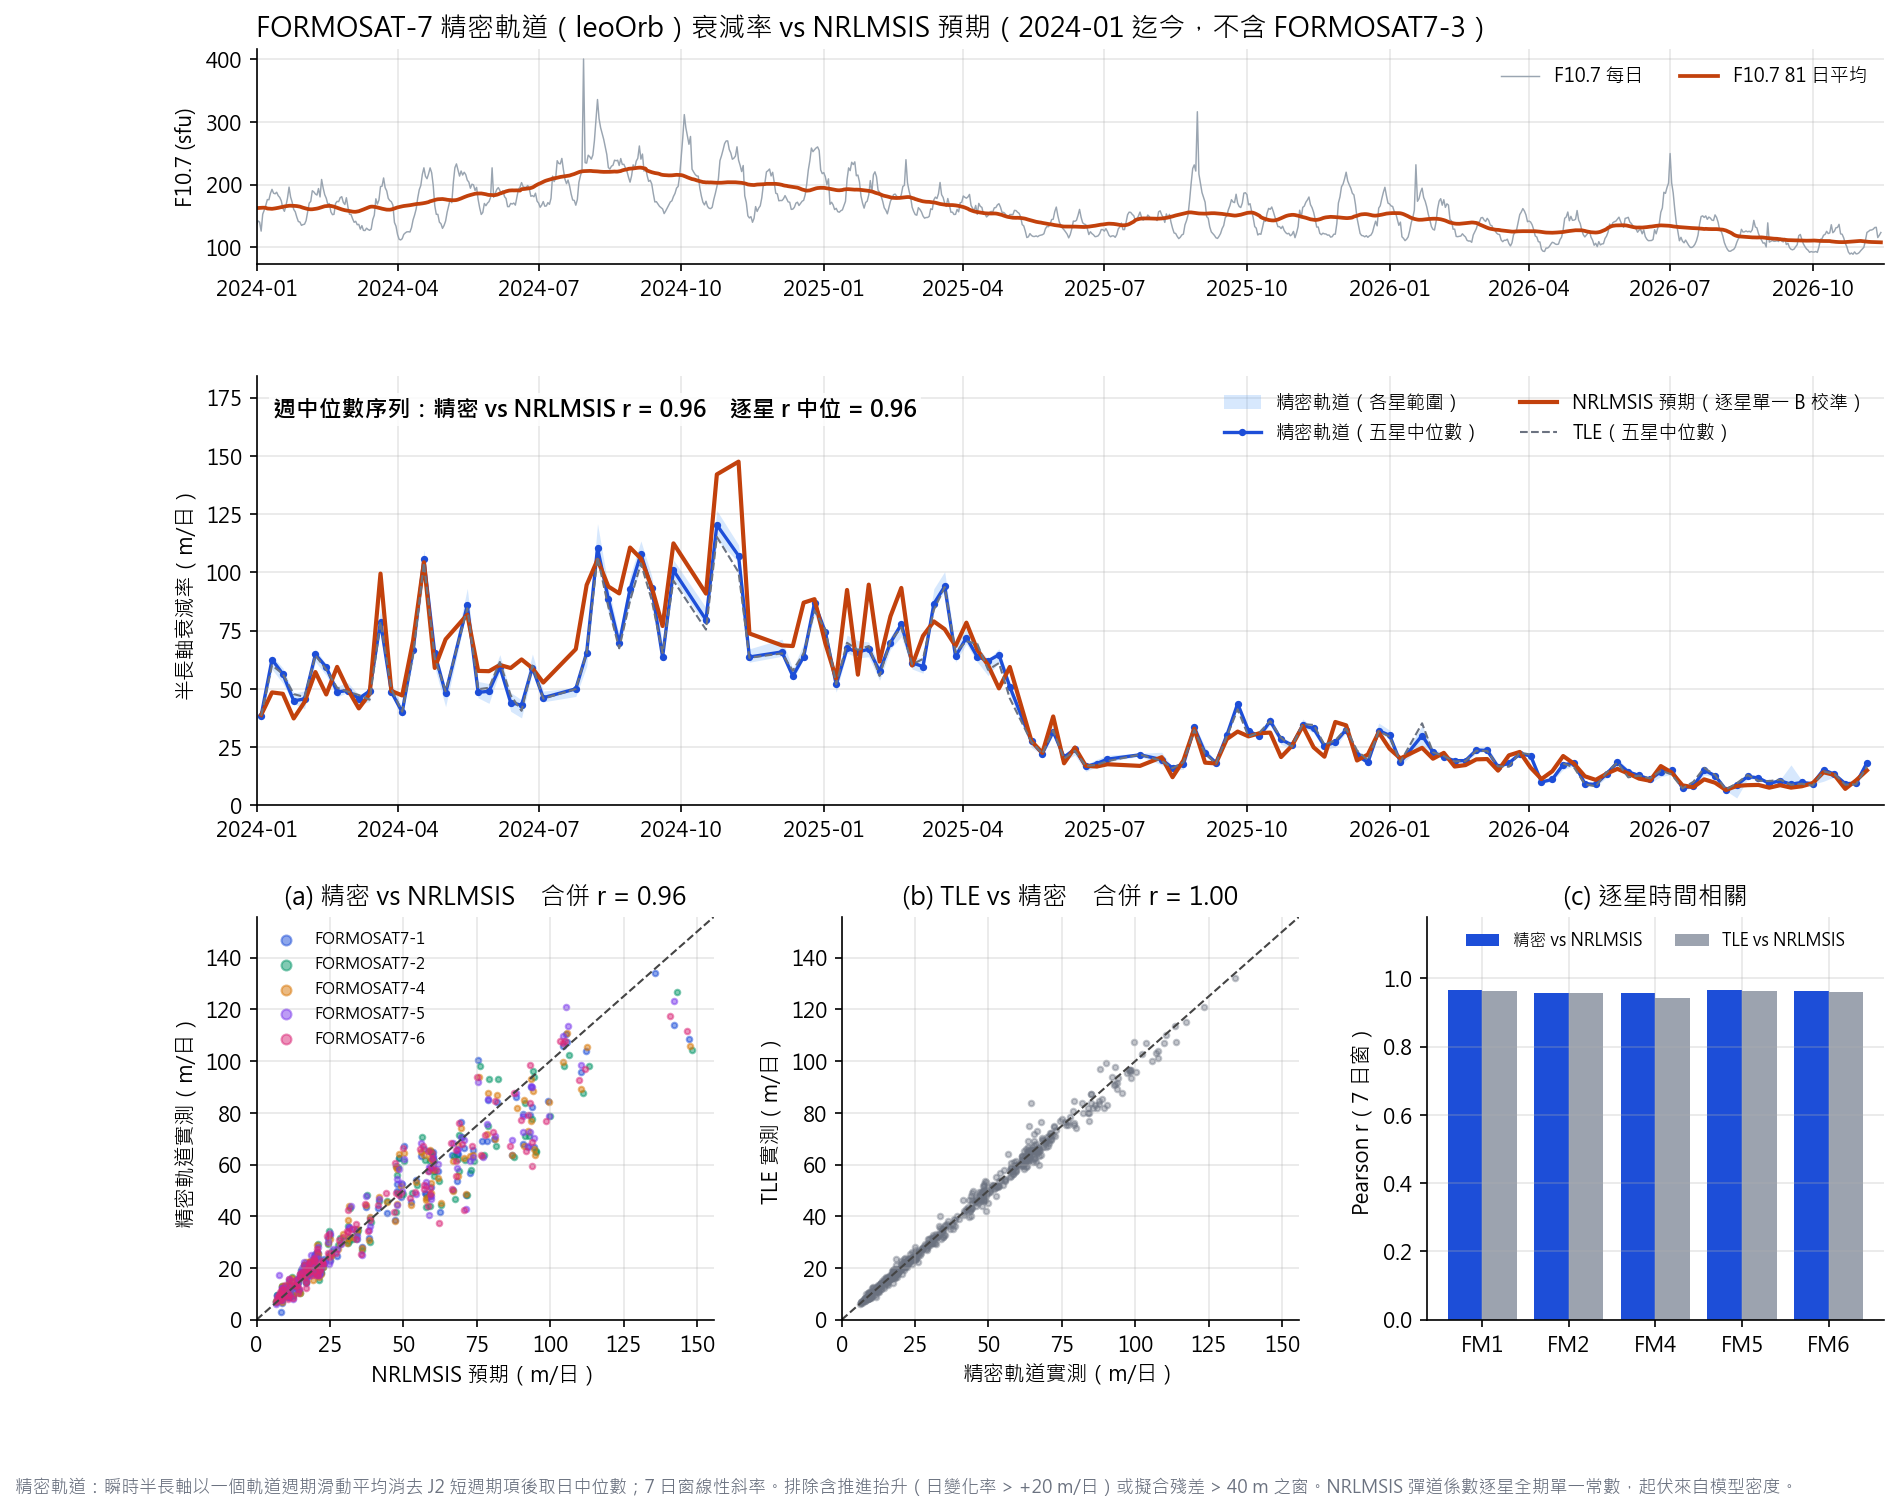 FORMOSAT-7 精密軌道（leoOrb）衰減率 vs NRLMSIS 預期（2024-01 迄今，不含 FORMOSAT7-3）
F10.7 (sfu)
400
300
200
100
F10.7 每日
F10.7 81 日平均
2024-01 2024-04 2024-07 2024-10 2025-01 2025-04 2025-07 2025-10 2026-01 2026-04 2026-07 2026-10
半長軸衰減率（m/日）
175
150
125
100
75
50
25
0
週中位數序列：精密 vs NRLMSIS r = 0.96 逐星 r 中位 = 0.96
精密軌道（各星範圍）
精密軌道（五星中位數）
NRLMSIS 預期（逐星單一 B 校準）
TLE（五星中位數）
2024-01 2024-04 2024-07 2024-10 2025-01 2025-04 2025-07 2025-10 2026-01 2026-04 2026-07 2026-10
(a) 精密 vs NRLMSIS 合併 r = 0.96
精密軌道實測（m/日）
140
120
100
80
60
40
20
0
FORMOSAT7-1
FORMOSAT7-2
FORMOSAT7-4
FORMOSAT7-5
FORMOSAT7-6
0 25 50 75 100 125 150
NRLMSIS 預期（m/日）
(b) TLE vs 精密 合併 r = 1.00
TLE 實測（m/日）
140
120
100
80
60
40
20
0
0 25 50 75 100 125 150
精密軌道實測（m/日）
(c) 逐星時間相關
Pearson r（7 日窗）
精密 vs NRLMSIS
TLE vs NRLMSIS
1.0
0.8
0.6
0.4
0.2
0.0
FM1 FM2 FM4 FM5 FM6
精密軌道：瞬時半長軸以一個軌道週期滑動平均消去 J2 短週期項後取日中位數；7 日窗線性斜率。排除含推進抬升（日變化率 > +20 m/日）或擬合殘差 > 40 m 之窗。NRLMSIS 彈道係數逐星全期單一常數，起伏來自模型密度。